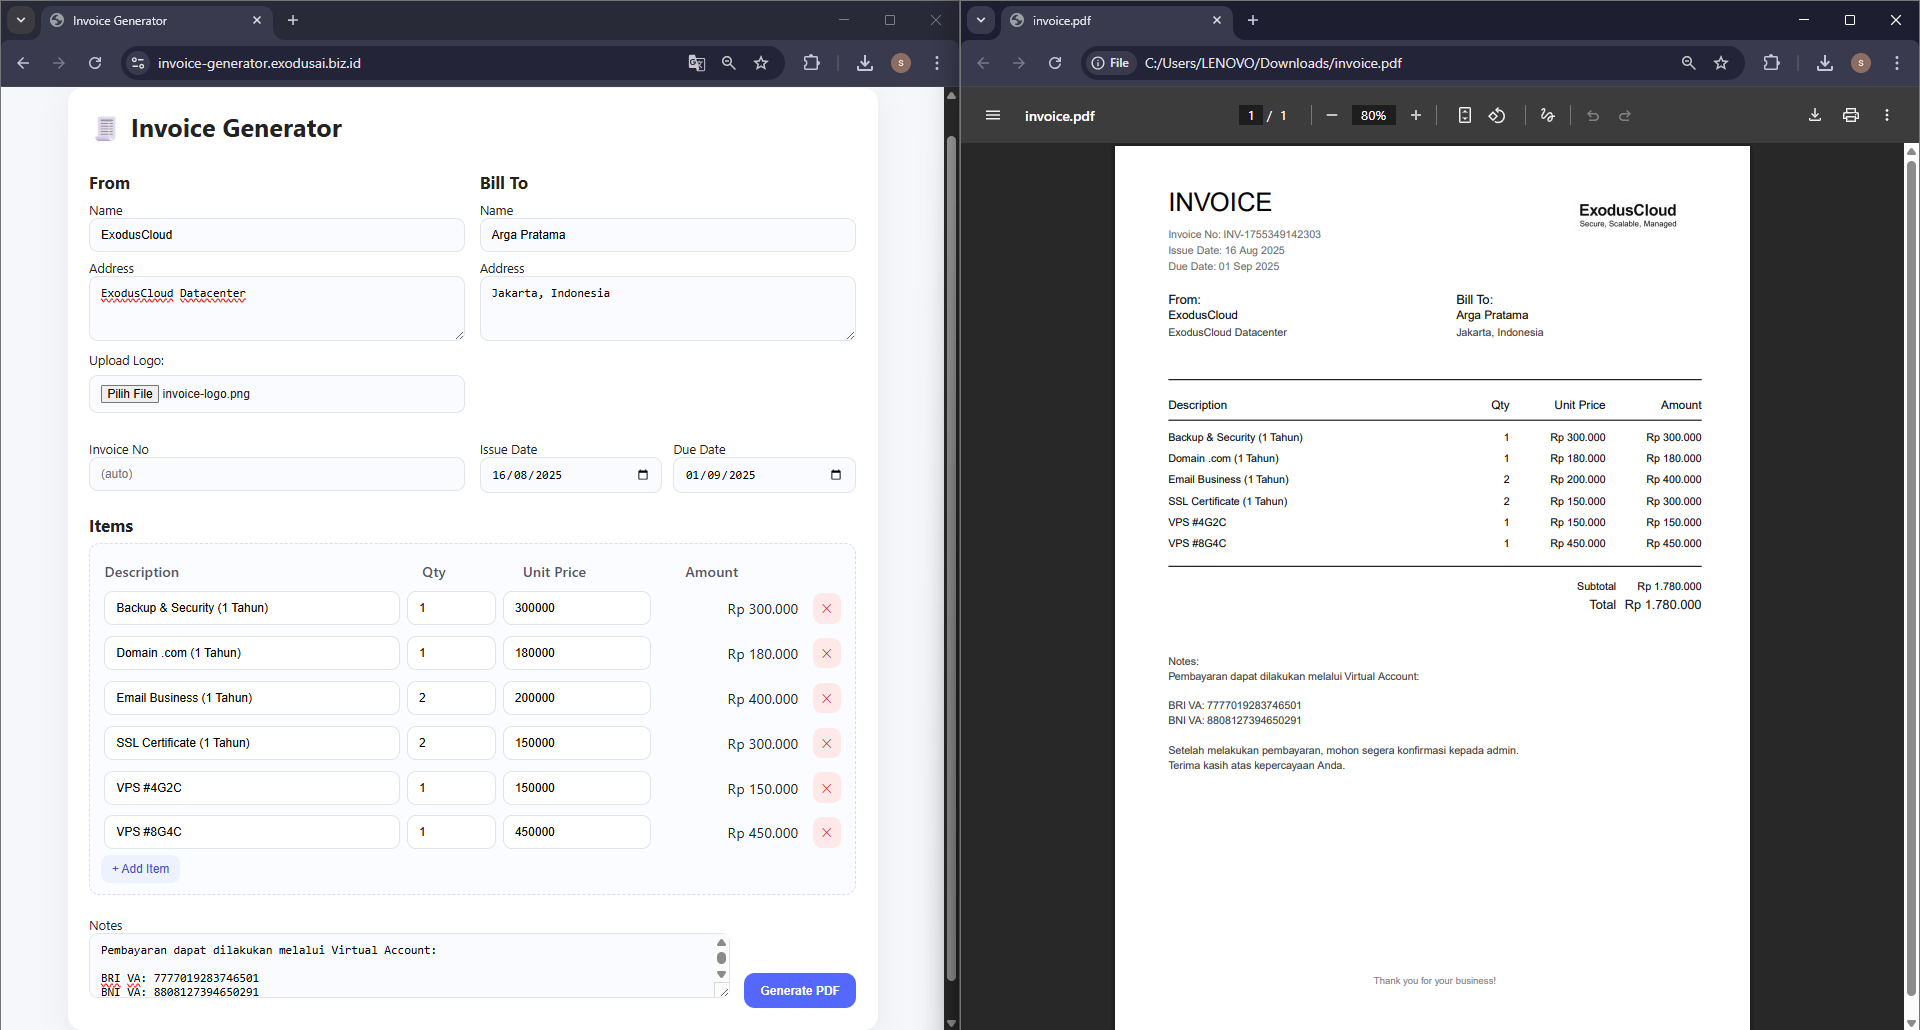 Invoice Generator
invoice-generator.exodusai.biz.id
Invoice Generator
From
Name
ExodusCloud
Address
ExodusCloud Datacenter
Upload Logo:
Pilih File invoice-logo.png
Bill To
Name
Arga Pratama
Address
Jakarta, Indonesia
Invoice No
(auto)
Issue Date
16/08/2025
Due Date
01/09/2025
Items
Description Qty Unit Price Amount
Backup & Security (1 Tahun) 1 300000 Rp 300.000
Domain .com (1 Tahun) 1 180000 Rp 180.000
Email Business (1 Tahun) 2 200000 Rp 400.000
SSL Certificate (1 Tahun) 2 150000 Rp 300.000
VPS #4G2C 1 150000 Rp 150.000
VPS #8G4C 1 450000 Rp 450.000
+ Add Item
Notes
Pembayaran dapat dilakukan melalui Virtual Account:
BRI VA: 7777019283746501
BNI VA: 8808127394650291
Generate PDF
invoice.pdf
File C:/Users/LENOVO/Downloads/invoice.pdf
S
S
invoice.pdf
1 / 1
80%
INVOICE
Invoice No: INV-1755349142303
Issue Date: 16 Aug 2025
Due Date: 01 Sep 2025
ExodusCloud
Secure, Scalable, Managed
From:
ExodusCloud
ExodusCloud Datacenter
Bill To:
Arga Pratama
Jakarta, Indonesia
Description Qty Unit Price Amount
Backup & Security (1 Tahun) 1 Rp 300.000 Rp 300.000
Domain .com (1 Tahun) 1 Rp 180.000 Rp 180.000
Email Business (1 Tahun) 2 Rp 200.000 Rp 400.000
SSL Certificate (1 Tahun) 2 Rp 150.000 Rp 300.000
VPS #4G2C 1 Rp 150.000 Rp 150.000
VPS #8G4C 1 Rp 450.000 Rp 450.000
Subtotal Rp 1.780.000
Total Rp 1.780.000
Notes:
Pembayaran dapat dilakukan melalui Virtual Account:
BRI VA: 7777019283746501
BNI VA: 8808127394650291
Setelah melakukan pembayaran, mohon segera konfirmasi kepada admin.
Terima kasih atas kepercayaan Anda.
Thank you for your business!